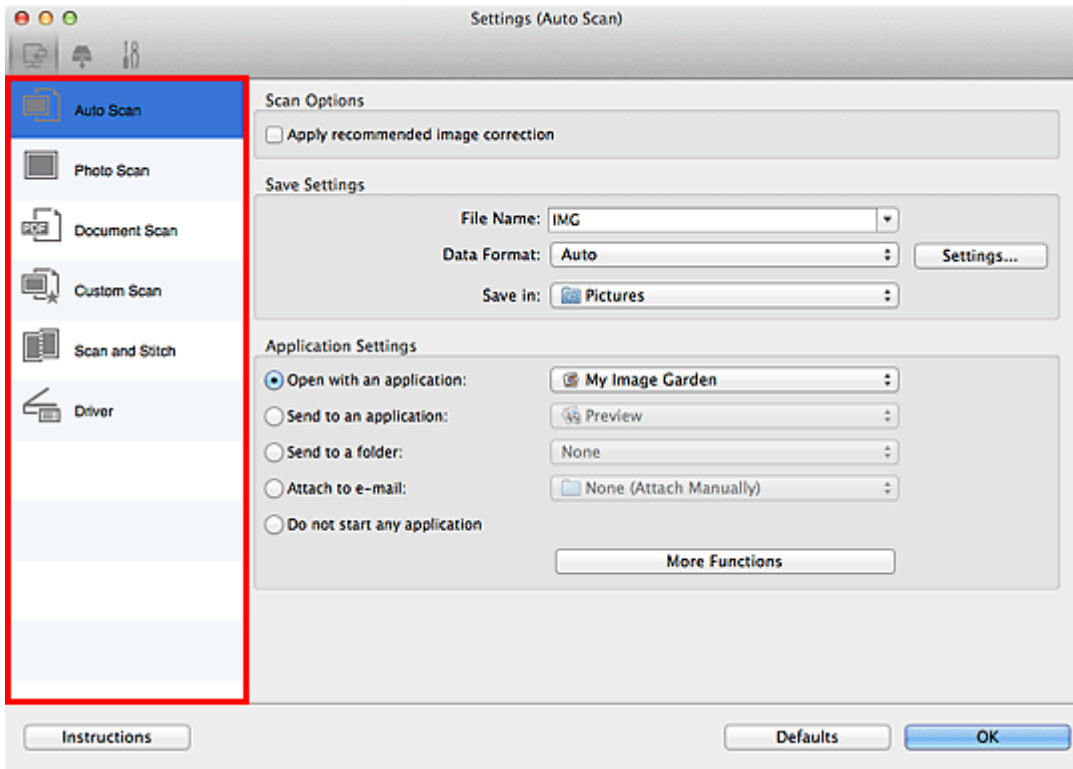 Settings (Auto Scan)
Auto Scan
Photo Scan
PDF
Document Scan
Custom Scan
Scan and Stitch
Driver
Scan Options
Apply recommended image correction
Save Settings
File Name: IMG
Data Format: Auto Settings...
Save in: Pictures
Application Settings
Open with an application: My Image Garden
Send to an application: Preview
Send to a folder: None
Attach to e-mail: None (Attach Manually)
Do not start any application
More Functions
Instructions Defaults OK